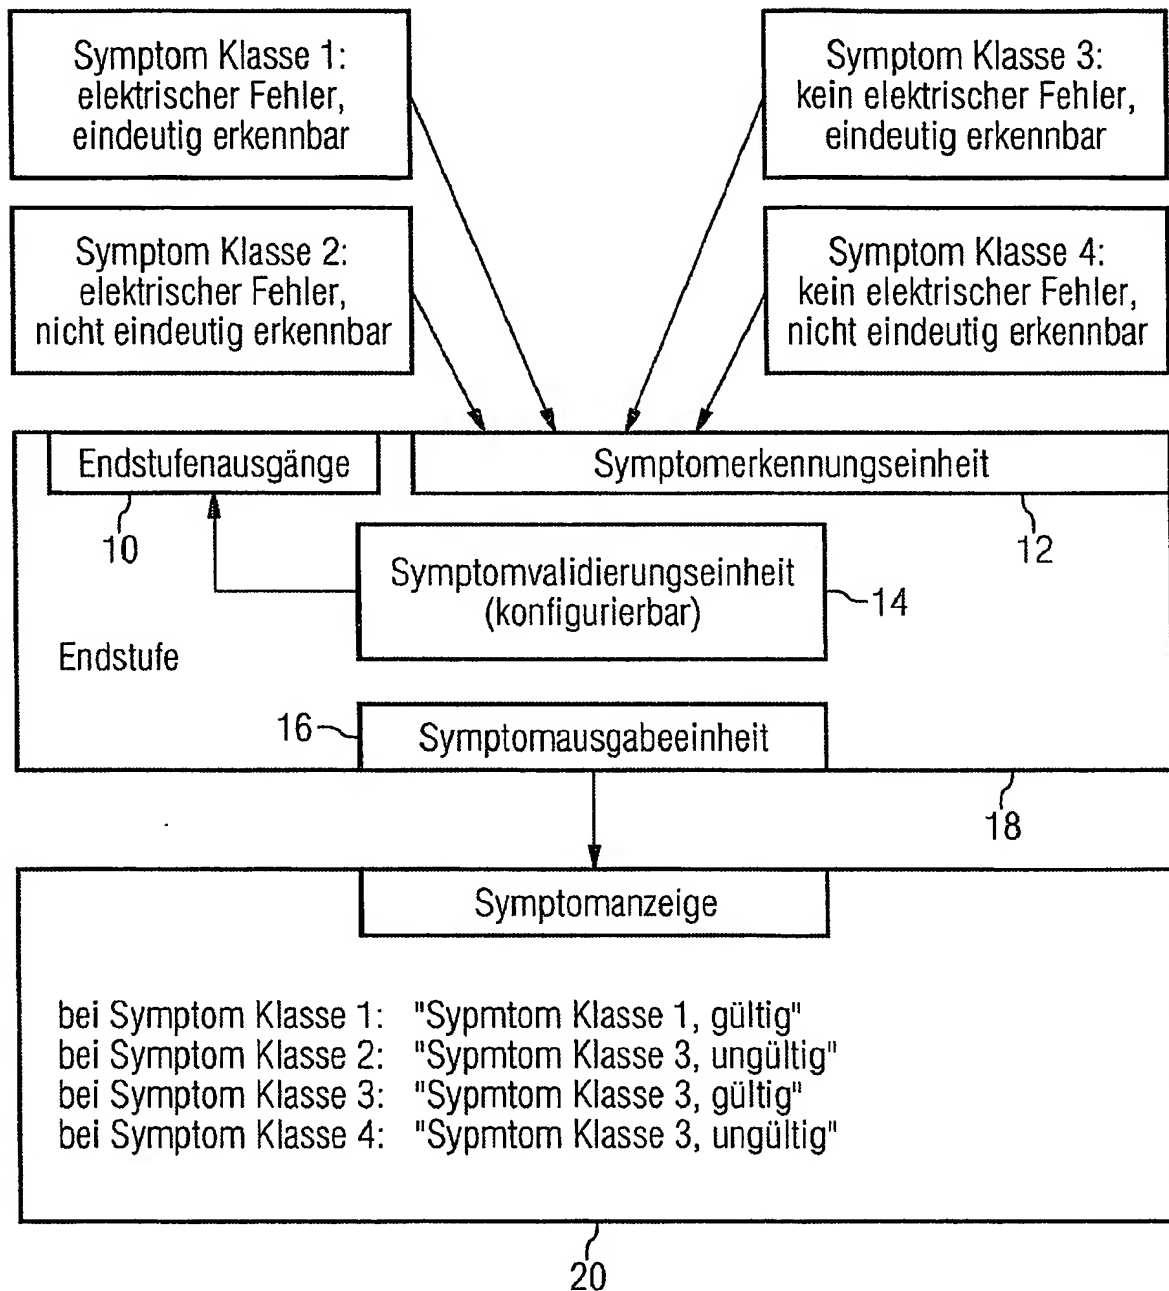 Symptom Klasse 1:
elektrischer Fehler,
eindeutig erkennbar
Symptom Klasse 3:
kein elektrischer Fehler,
eindeutig erkennbar
Symptom Klasse 2:
elektrischer Fehler,
nicht eindeutig erkennbar
Symptom Klasse 4:
kein elektrischer Fehler,
nicht eindeutig erkennbar
Endstufenausgänge
Symptomerkennungseinheit
10
12
Symptomvalidierungseinheit
(konfigurierbar)
14
Endstufe
16
Symptomausgabeeinheit
18
Symptomanzeige
bei Symptom Klasse 1: "Sypmtom Klasse 1, gültig"
bei Symptom Klasse 2: "Sypmtom Klasse 3, ungültig"
bei Symptom Klasse 3: "Sypmtom Klasse 3, gültig"
bei Symptom Klasse 4: "Sypmtom Klasse 3, ungültig"
20